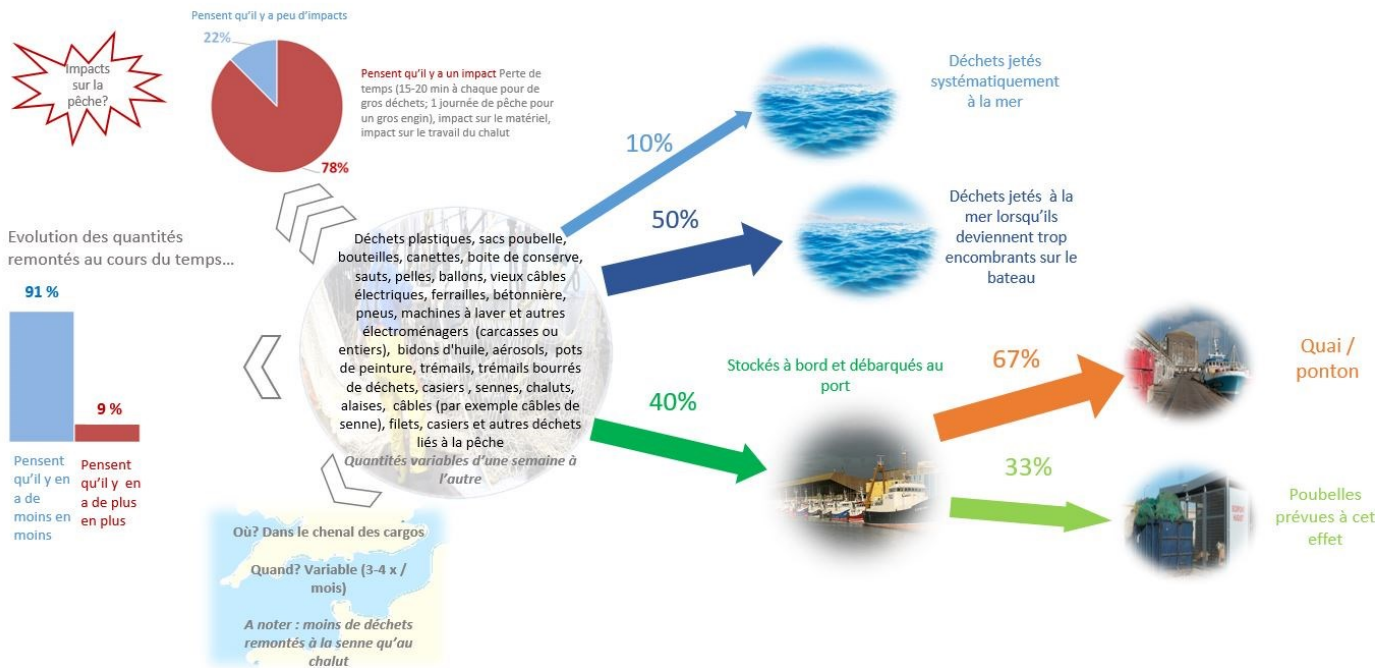 Pensent qu'il y a peu d'impacts
22%
Impacts
sur la
pêche?
Pensent qu'il y a un impact Perte de
temps (15-20 min à chaque pour de
gros déchets; 1 journée de pêche pour
un gros engin), impact sur le matériel,
impact sur le travail du chalut
78%
Evolution des quantités
remontés au cours du temps…
91 %
9 %
Pensent
qu'il y en
a de
moins en
moins
Pensent
qu'il y en
a de plus
en plus
Déchets plastiques, sacs poubelle,
bouteilles, canettes, boite de conserve,
sauts, pelles, ballons, vieux câbles
électriques, ferrailles, bétonnière,
pneus, machines à laver et autres
électroménagers (carcasses ou
entiers), bidons d'huile, aérosols, pots
de peinture, trémails, trémails bourrés
de déchets, casiers , sennes, chaluts,
alaises, câbles (par exemple câbles de
senne), filets, casiers et autres déchets
liés à la pêche
Quantités variables d'une semaine à
l'autre
Où? Dans le chenal des cargos
Quand? Variable (3-4 x /
mois)
A noter : moins de déchets
remontés à la senne qu'au
chalut
10%
Déchets jetés
systématiquement
à la mer
50%
Déchets jetés à la
mer lorsqu'ils
deviennent trop
encombrants sur le
bateau
40%
Stockés à bord et débarqués au
port
67%
Quai /
ponton
33%
Poubelles
prévues à cet
effet